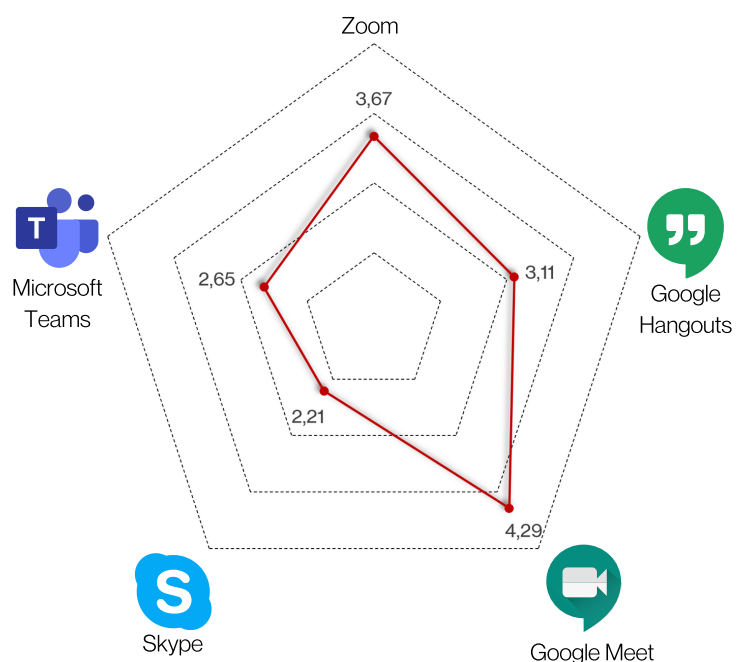 Zoom
3,67
T
Microsoft
Teams
2,65
3,11
Google
Hangouts
2,21
4,29
S
Skype
Google Meet